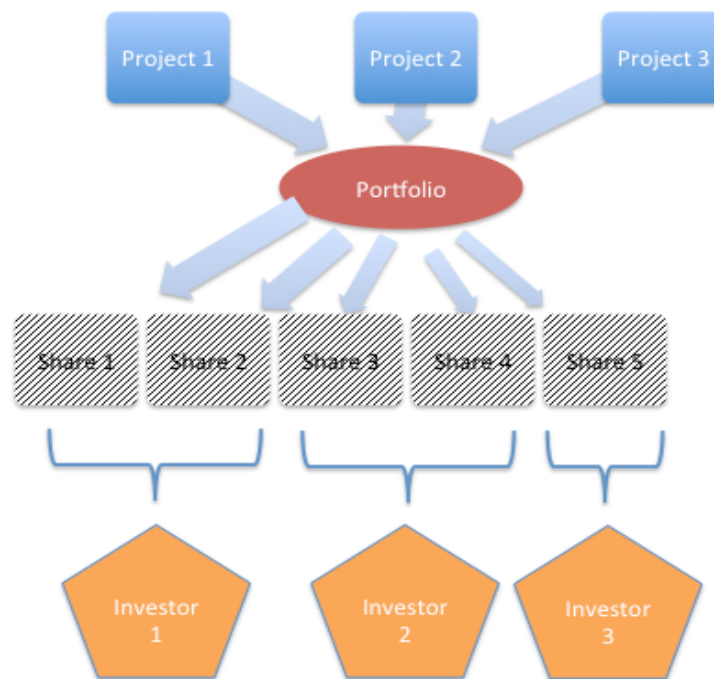 Project 1
Project 2
Project 3
Portfolio
Share 1
Share 2
Share 3
Share 4
Share 5
Investor
1
Investor
2
Investor
3